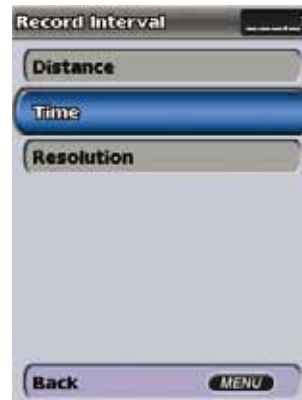 Record Interval
Distance
Time
Resolution
Back MENU